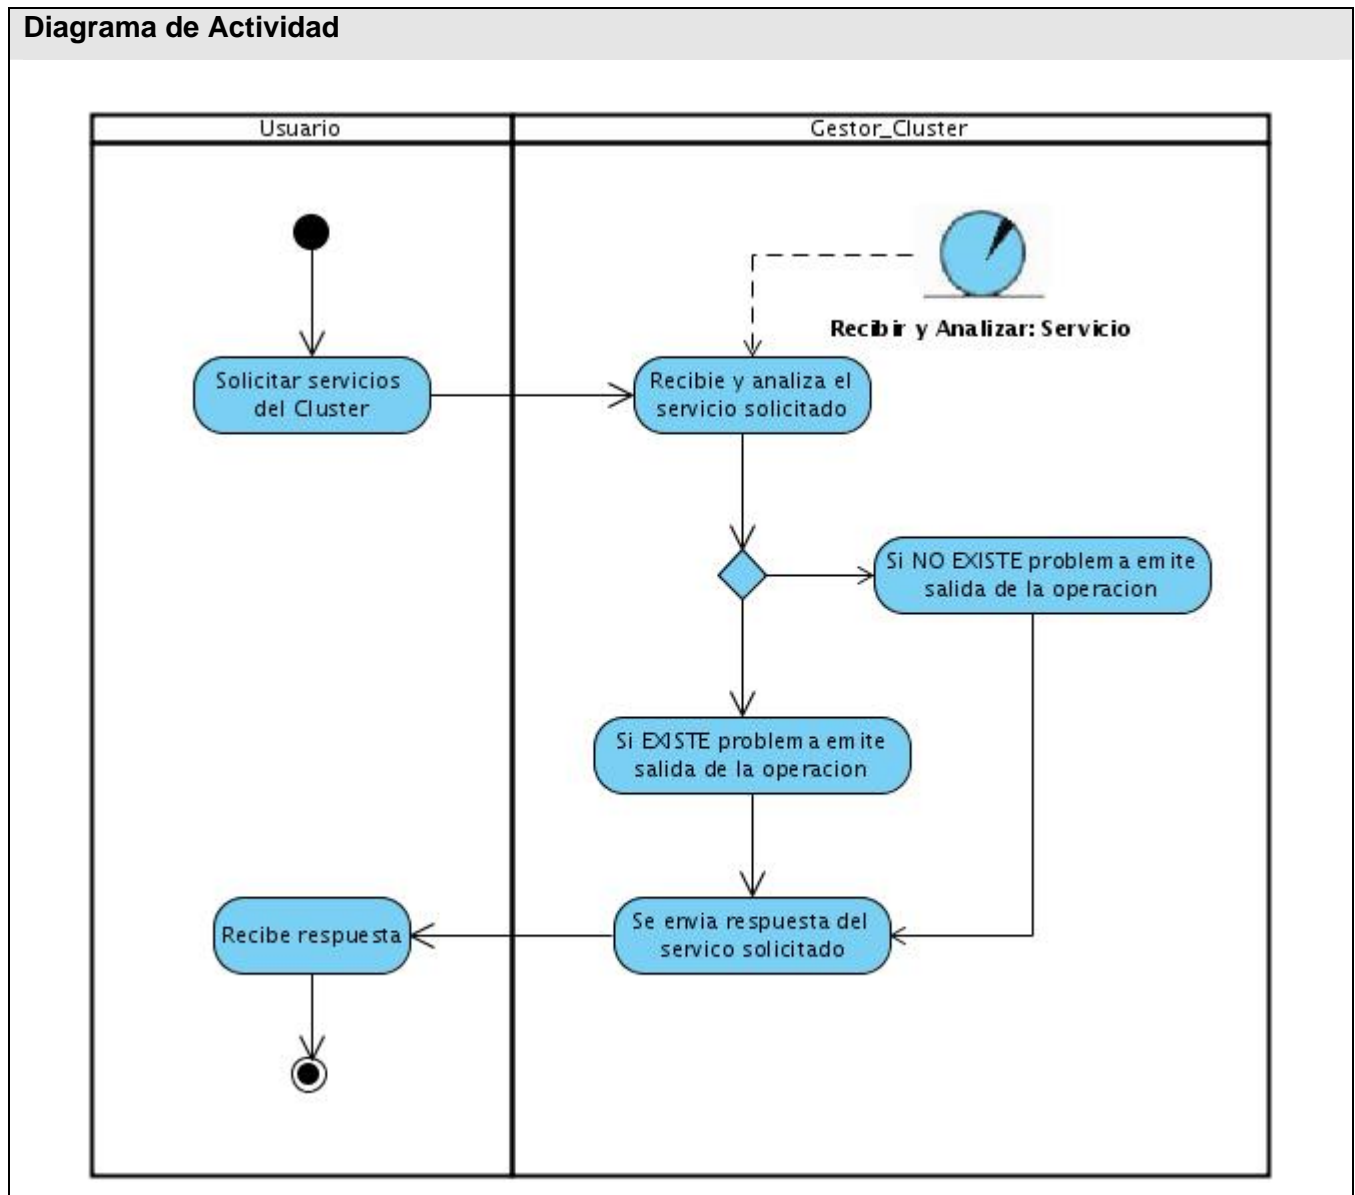 Diagrama de Actividad
Usuario
Gestor_Cluster
Recibir y Analizar: Servicio
Solicitar servicios
del Cluster
Recibie y analiza el
servicio solicitado
Si NO EXISTE problema emite
salida de la operacion
Si EXISTE problema emite
salida de la operacion
Se envia respuesta del
servico solicitado
Recibe respuesta